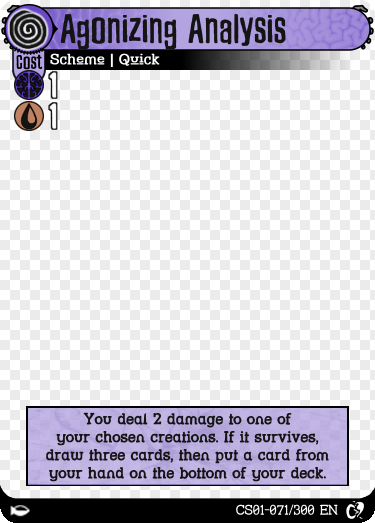 Agonizing Analysis
Cost
Scheme | Quick
1
1
You deal 2 damage to one of
your chosen creations. If it survives,
draw three cards, then put a card from
your hand on the bottom of your deck.
CS01-071/300 EN